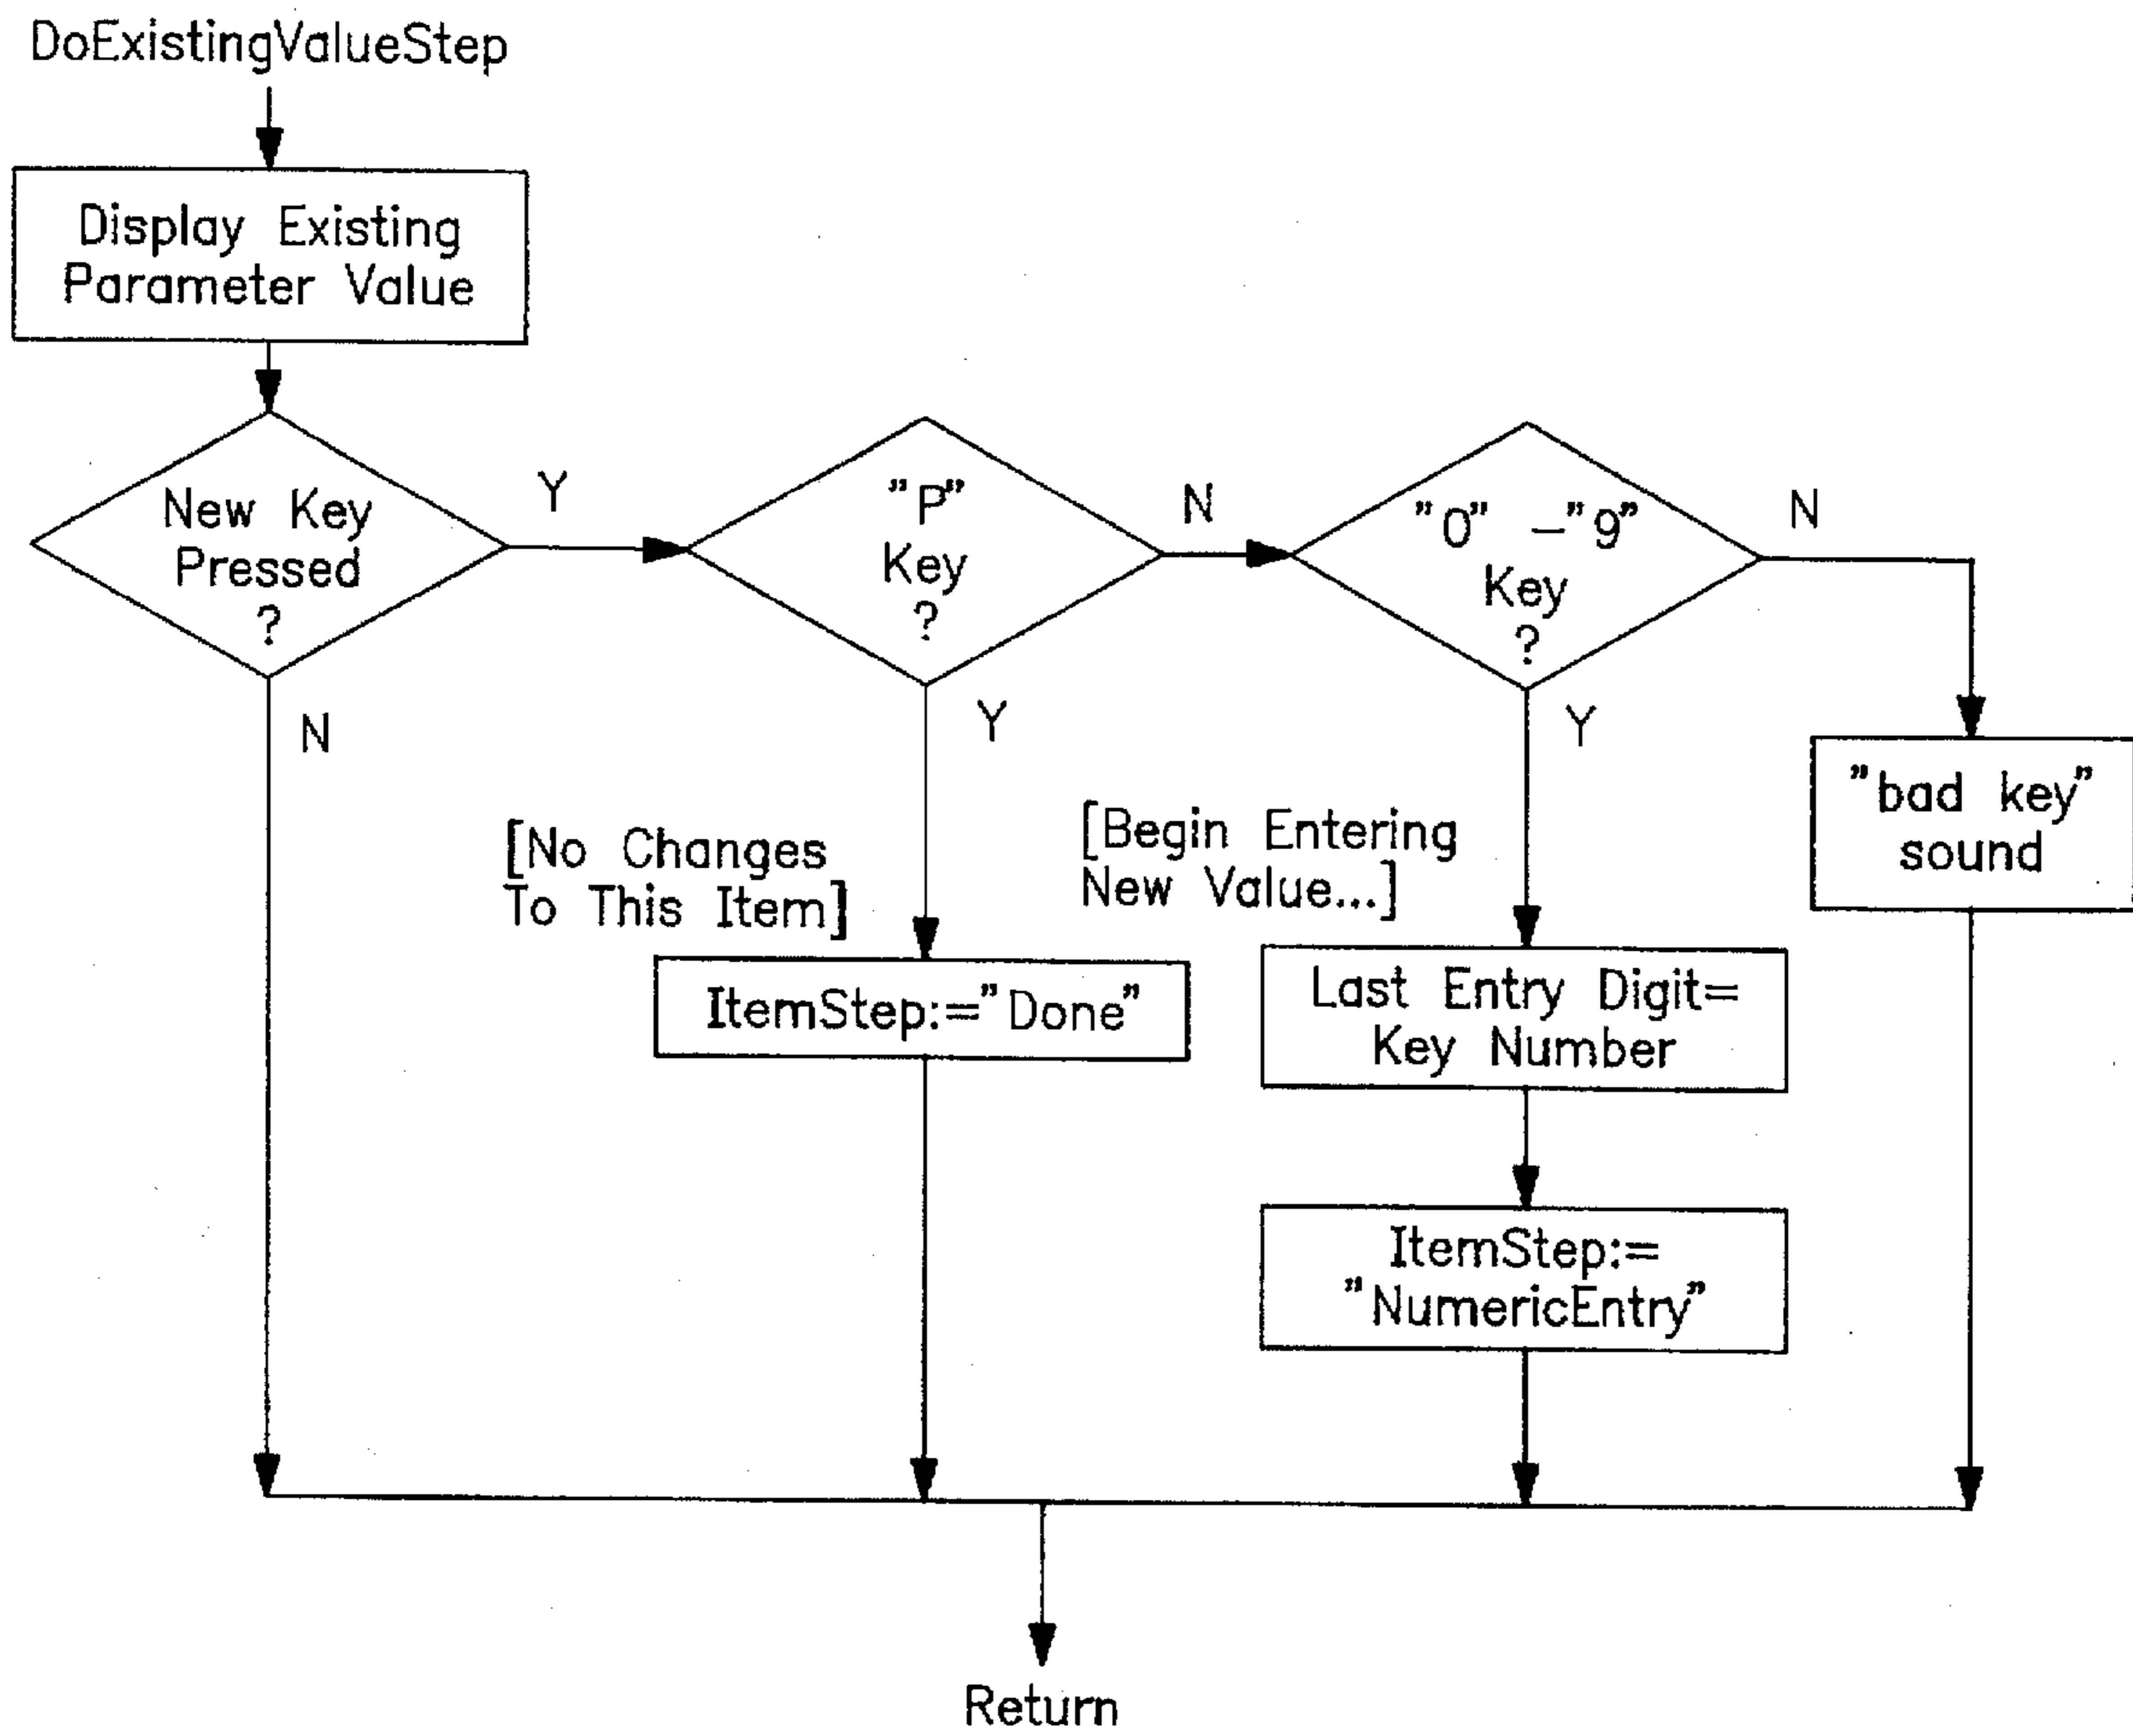 DoExistingValueStep
Display Existing
Parameter Value
New Key
Pressed
?
Y
N
"P"
Key
?
N
Y
"0" –"9"
Key
?
N
Y
"bad key"
sound
[No Changes
To This Item]
[Begin Entering
New Value...]
ItemStep:="Done"
Last Entry Digit=
Key Number
ItemStep:=
"NumericEntry"
Return